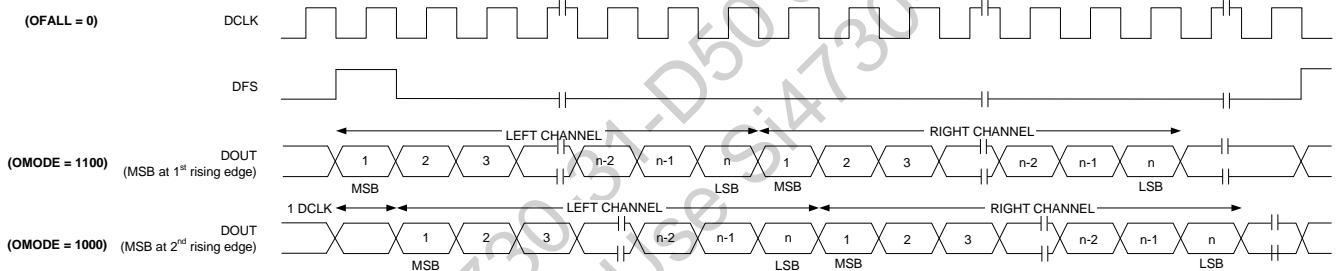 (OFALL = 0) DCLK
DFS
LEFT CHANNEL RIGHT CHANNEL
(OMODE = 1100) DOUT (MSB at 1st rising edge) 1 2 3 n-2 n-1 n 1 2 3 n-2 n-1 n
MSB LSB MSB LSB
1 DCLK LEFT CHANNEL RIGHT CHANNEL
(OMODE = 1000) DOUT (MSB at 2nd rising edge) 1 2 3 n-2 n-1 n 1 2 3 n-2 n-1 n
MSB LSB MSB LSB